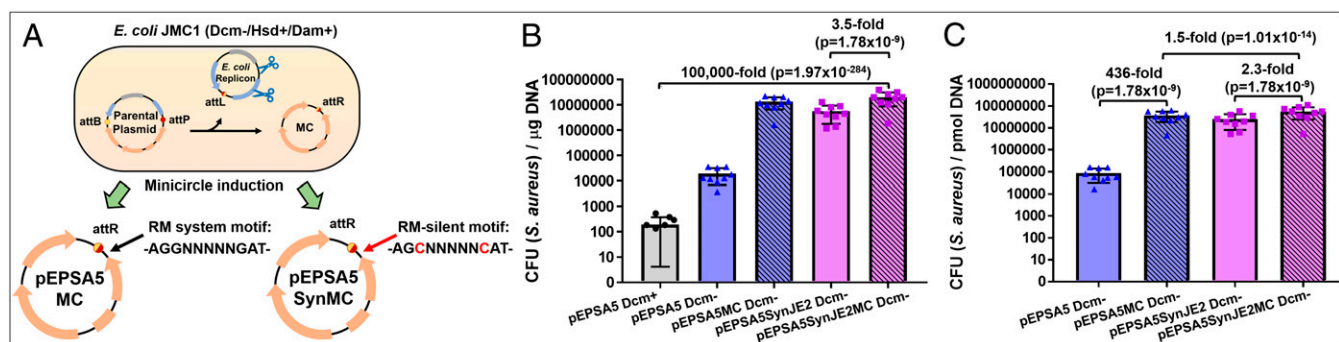 A
E. coli JMC1 (Dcm-/Hsd+/Dam+)
E. coli
Replicon
attL
attR
attB
attP
Parental
Plasmid
MC
Minicircle induction
attR
RM system motif:
-AGGNNNNNGAT-
pEPSA5
MC
attR
RM-silent motif:
-AGCNNNNNCAT-
pEPSA5
SynMC
B
3.5-fold
(p=1.78x10-9)
100,000-fold (p=1.97x10-284)
CFU (S. aureus) / µg DNA
100000000
10000000
1000000
100000
10000
1000
100
10
0
pEPSA5 Dcm+
pEPSA5 Dcm-
pEPSA5MC Dcm-
pEPSA5SynJE2 Dcm-
pEPSA5SynJE2MC Dcm-
C
1.5-fold (p=1.01x10-14)
436-fold
(p=1.78x10-9)
2.3-fold
(p=1.78x10-9)
CFU (S. aureus) / pmol DNA
1000000000
100000000
10000000
1000000
100000
10000
1000
100
10
0
pEPSA5 Dcm-
pEPSA5MC Dcm-
pEPSA5SynJE2 Dcm-
pEPSA5SynJE2MC Dcm-